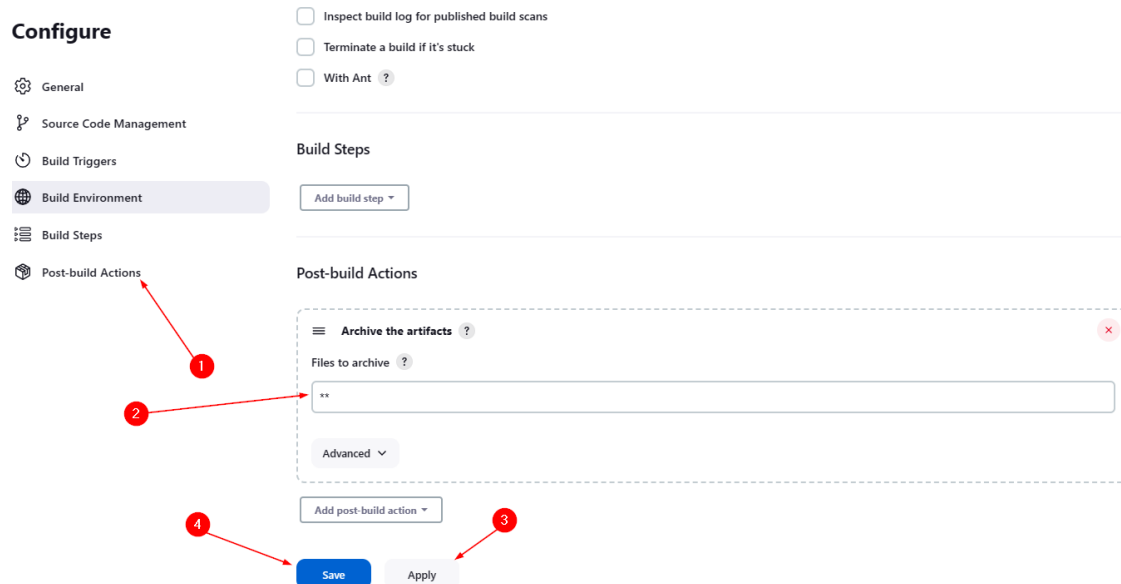 Configure
General
Source Code Management
Build Triggers
Build Environment
Build Steps
Post-build Actions
1
2
4
3
Inspect build log for published build scans
Terminate a build if it's stuck
With Ant ?
Build Steps
Add build step
Post-build Actions
Archive the artifacts ?
Files to archive ?
**
Advanced
Add post-build action
Save Apply